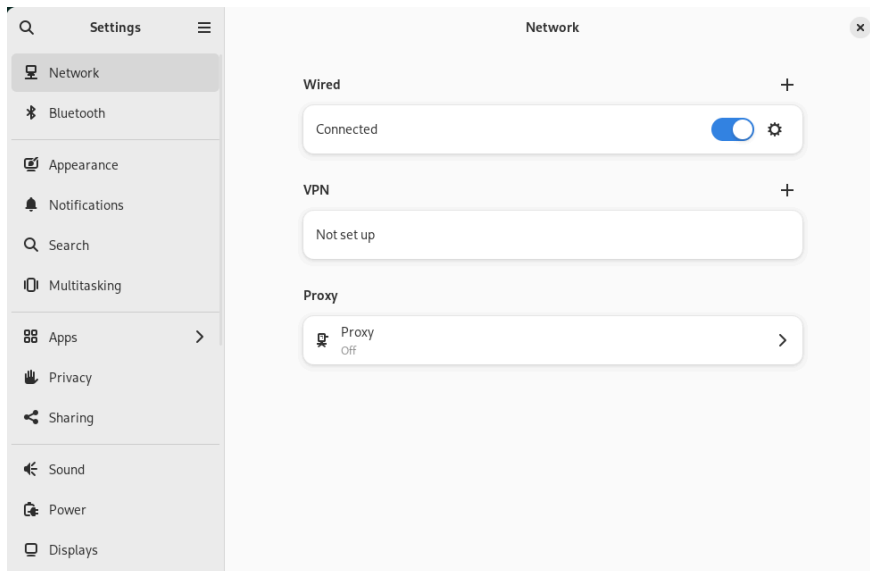 Settings
Network
Bluetooth
Appearance
Notifications
Search
Multitasking
Apps
Privacy
Sharing
Sound
Power
Displays
Network
Wired
Connected
VPN
Not set up
Proxy
Proxy
Off